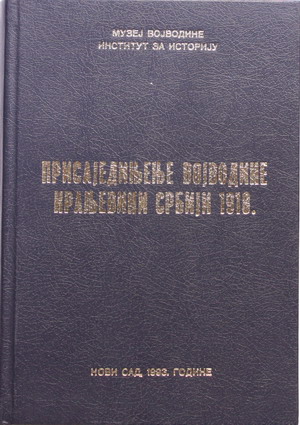 МУЗЕЈ ВОЈВОДИНЕ
ИНСТИТУТ ЗА ИСТОРИЈУ
ПРИСАЈЕДИЊЕЊЕ ВОЈВОДИНЕ
КРАЉЕВИНИ СРБИЈИ 1918.
НОВИ САД, 1993. ГОДИНЕ